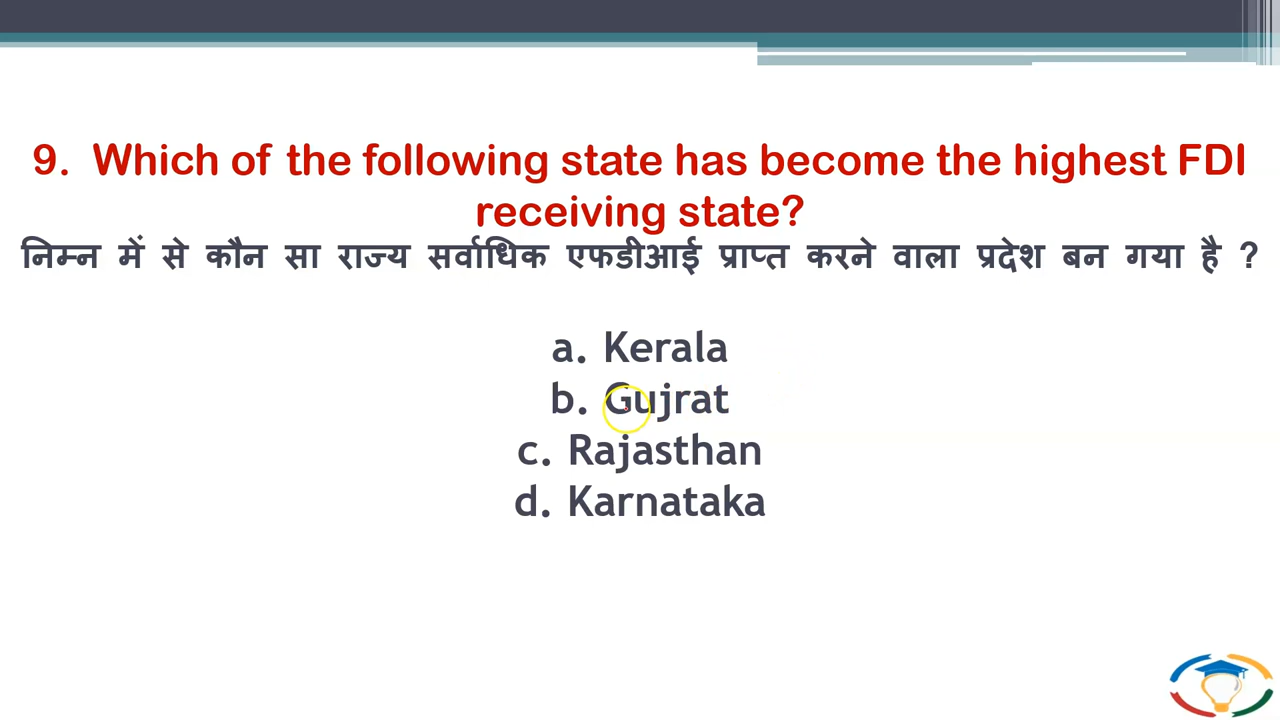 9. Which of the following state has become the highest FDI
receiving state?
निम्न में से कौन सा राज्य सर्वाधिक एफडीआई प्राप्त करने वाला प्रदेश बन गया है ?
a. Kerala
b. Gujrat
c. Rajasthan
d. Karnataka